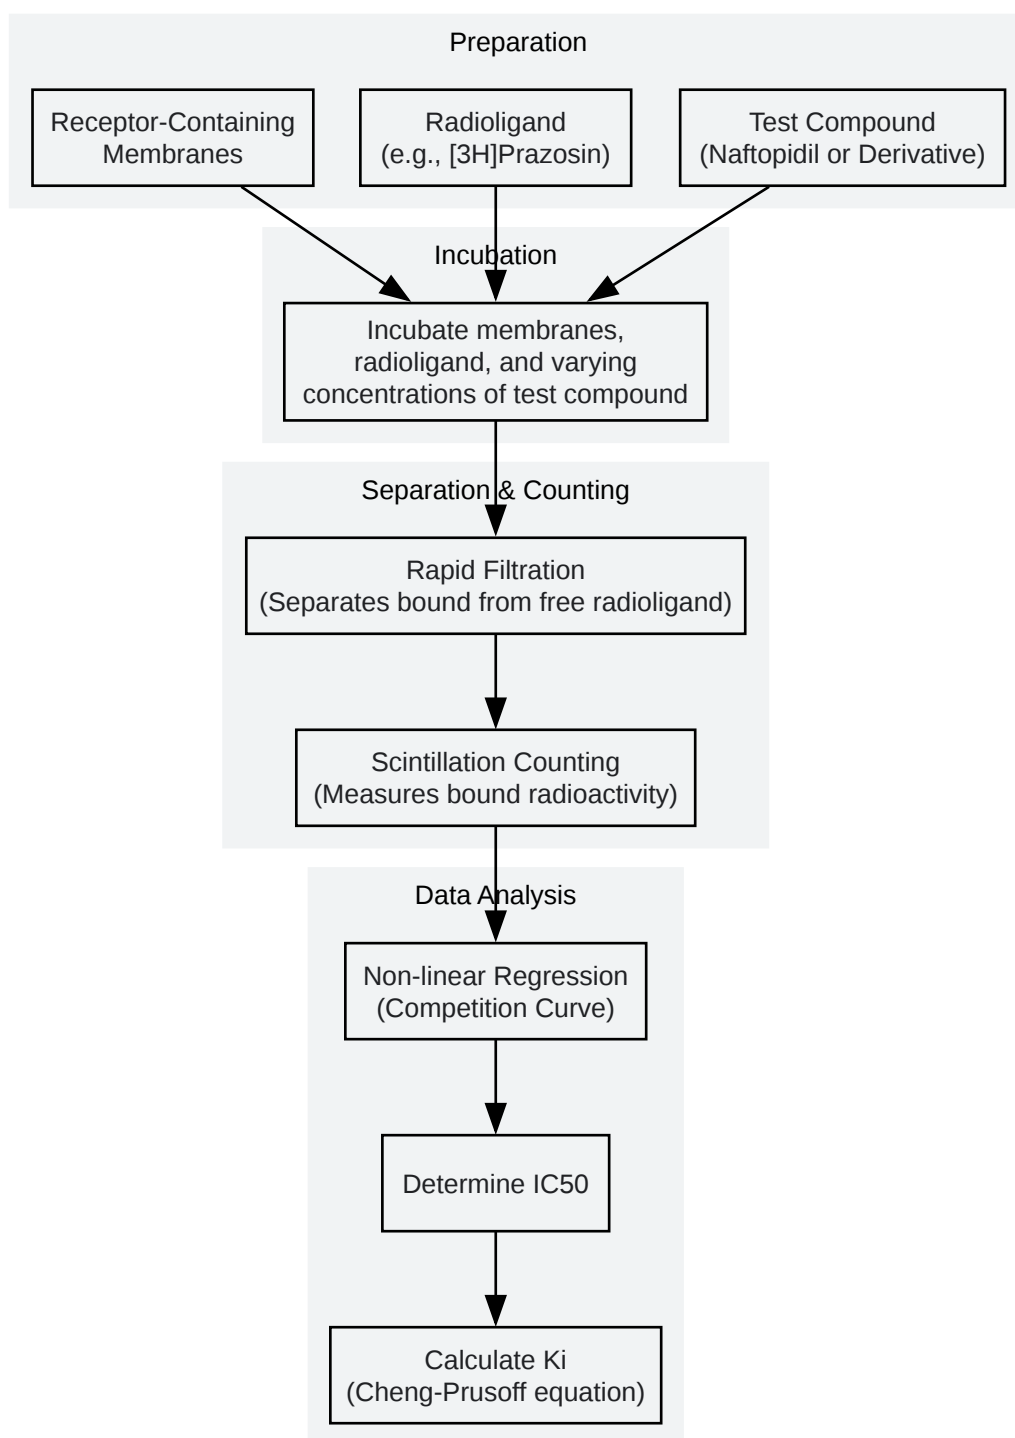 Preparation
Receptor-Containing
Membranes
Radioligand
(e.g., [3H]Prazosin)
Test Compound
(Naftopidil or Derivative)
Incubation
Incubate membranes,
radioligand, and varying
concentrations of test compound
Separation & Counting
Rapid Filtration
(Separates bound from free radioligand)
Scintillation Counting
(Measures bound radioactivity)
Data Analysis
Non-linear Regression
(Competition Curve)
Determine IC50
Calculate Ki
(Cheng-Prusoff equation)